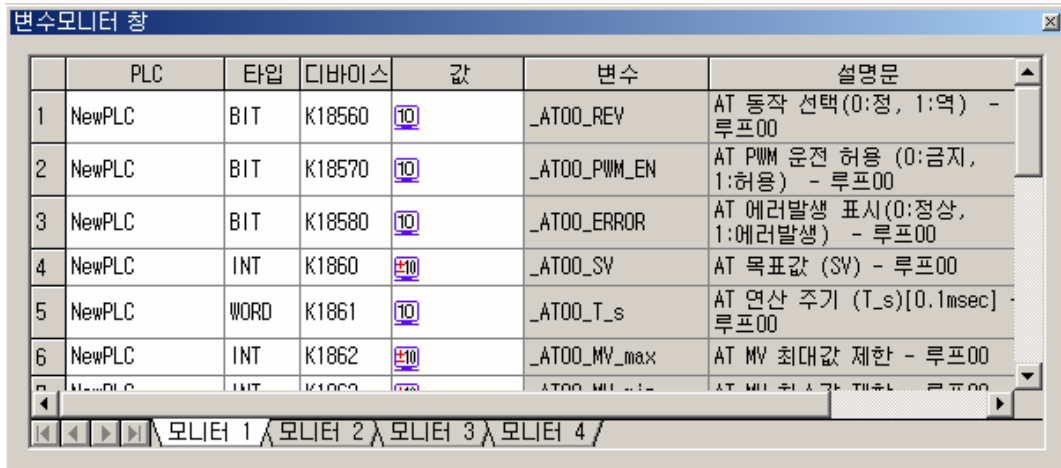 변수모니터 창
PLC 타입 디바이스 값 변수 설명문
1 NewPLC BIT K18560 10 _AT00_REV AT 동작 선택(0:정, 1:역) -
루프00
2 NewPLC BIT K18570 10 _AT00_PWM_EN AT PWM 운전 허용 (0:금지,
1:허용) - 루프00
3 NewPLC BIT K18580 10 _AT00_ERROR AT 에러발생 표시(0:정상,
1:에러발생) - 루프00
4 NewPLC INT K1860 ±10 _AT00_SV AT 목표값 (SV) - 루프00
5 NewPLC WORD K1861 10 _AT00_T_s AT 연산 주기 (T_s)[0.1msec] -
루프00
6 NewPLC INT K1862 ±10 _AT00_MV_max AT MV 최대값 제한 - 루프00
모니터 1 모니터 2 모니터 3 모니터 4